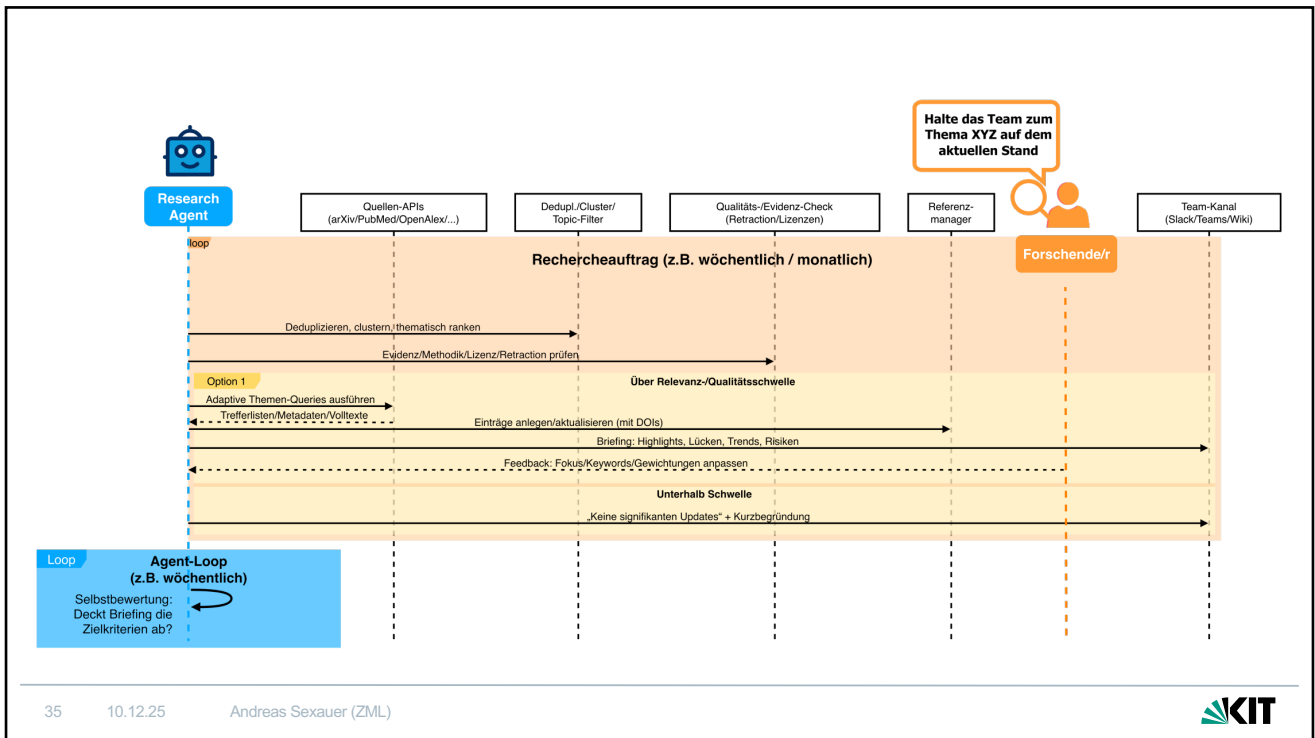 Halte das Team zum
Thema XYZ auf dem
aktuellen Stand
Research
Agent
Quellen-APIs
(arXiv/PubMed/OpenAlex/...)
Dedupl./Cluster/
Topic-Filter
Qualitäts-/Evidenz-Check
(Retraction/Lizenzen)
Referenz-
manager
Forschende/r
Team-Kanal
(Slack/Teams/Wiki)
loop
Rechercheauftrag (z.B. wöchentlich / monatlich)
Deduplizieren, clustern, thematisch ranken
Evidenz/Methodik/Lizenz/Retraction prüfen
Option 1
Über Relevanz-/Qualitätsschwelle
Adaptive Themen-Queries ausführen
Trefferlisten/Metadaten/Volltexte
Einträge anlegen/aktualisieren (mit DOIs)
Briefing: Highlights, Lücken, Trends, Risiken
Feedback: Fokus/Keywords/Gewichtungen anpassen
Unterhalb Schwelle
„Keine signifikanten Updates“ + Kurzbegründung
Loop
Agent-Loop
(z.B. wöchentlich)
Selbstbewertung:
Deckt Briefing die
Zielkriterien ab?
35 10.12.25 Andreas Sexauer (ZML)
KIT